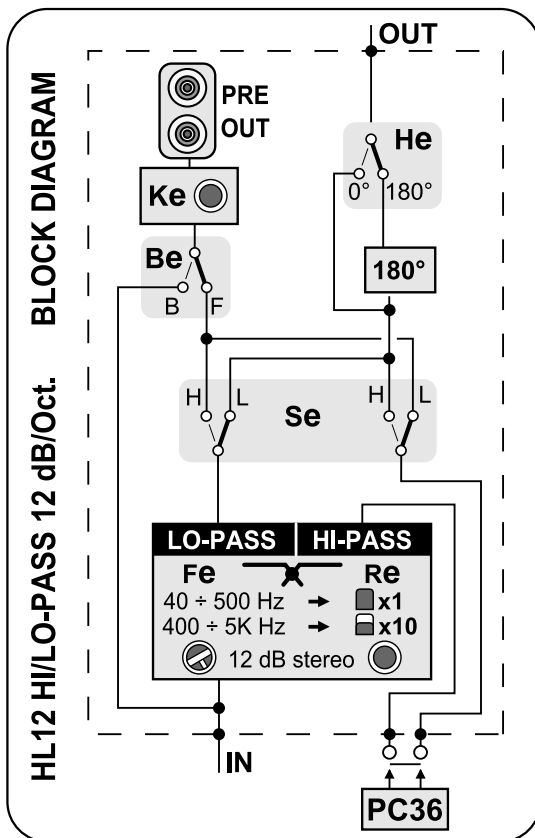 HL12 HI/LO-PASS 12 dB/Oct. BLOCK DIAGRAM
OUT
PRE
OUT
He
0° 180°
Ke
Be
B F
180°
H L
Se
H L
LO-PASS HI-PASS
Fe Re
40 ÷ 500 Hz → x1
400 ÷ 5K Hz → x10
12 dB stereo
IN
PC36